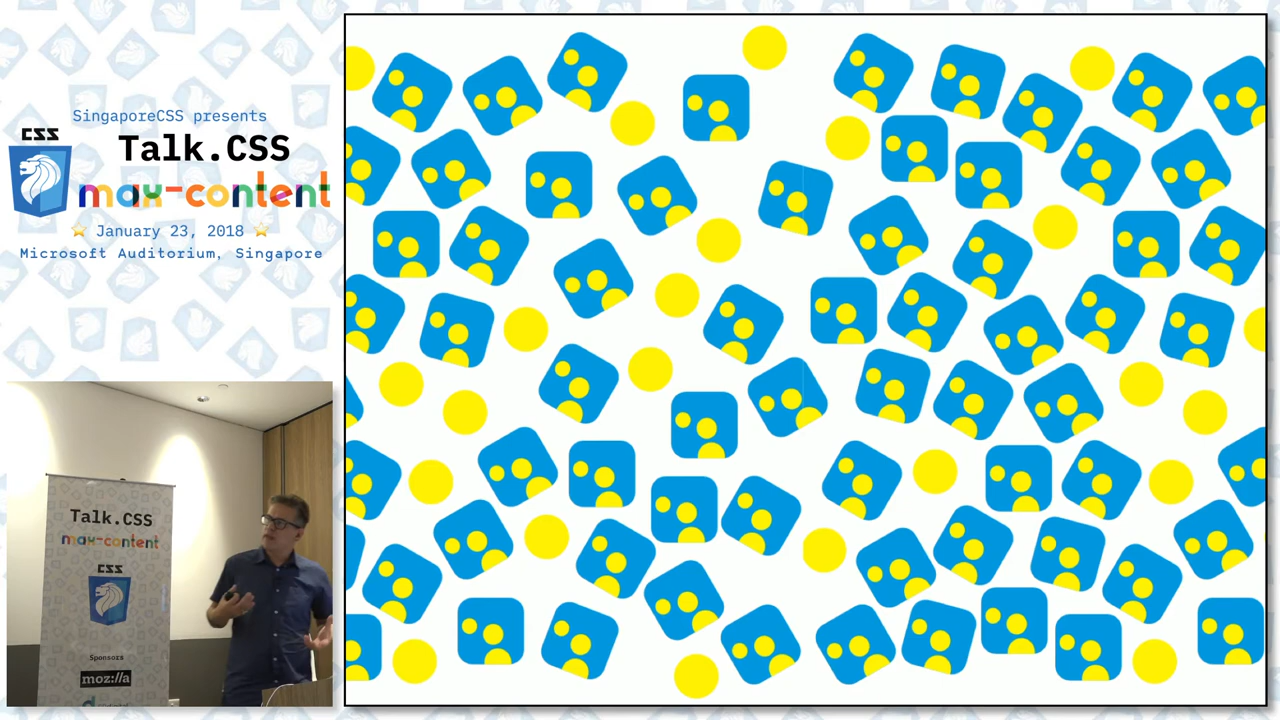 SingaporeCSS presents
CSS
Talk.CSS
max-content
⭐ January 23, 2018 ⭐
Microsoft Auditorium, Singapore
Talk.CSS
max-content
CSS
Sponsors
moz://a